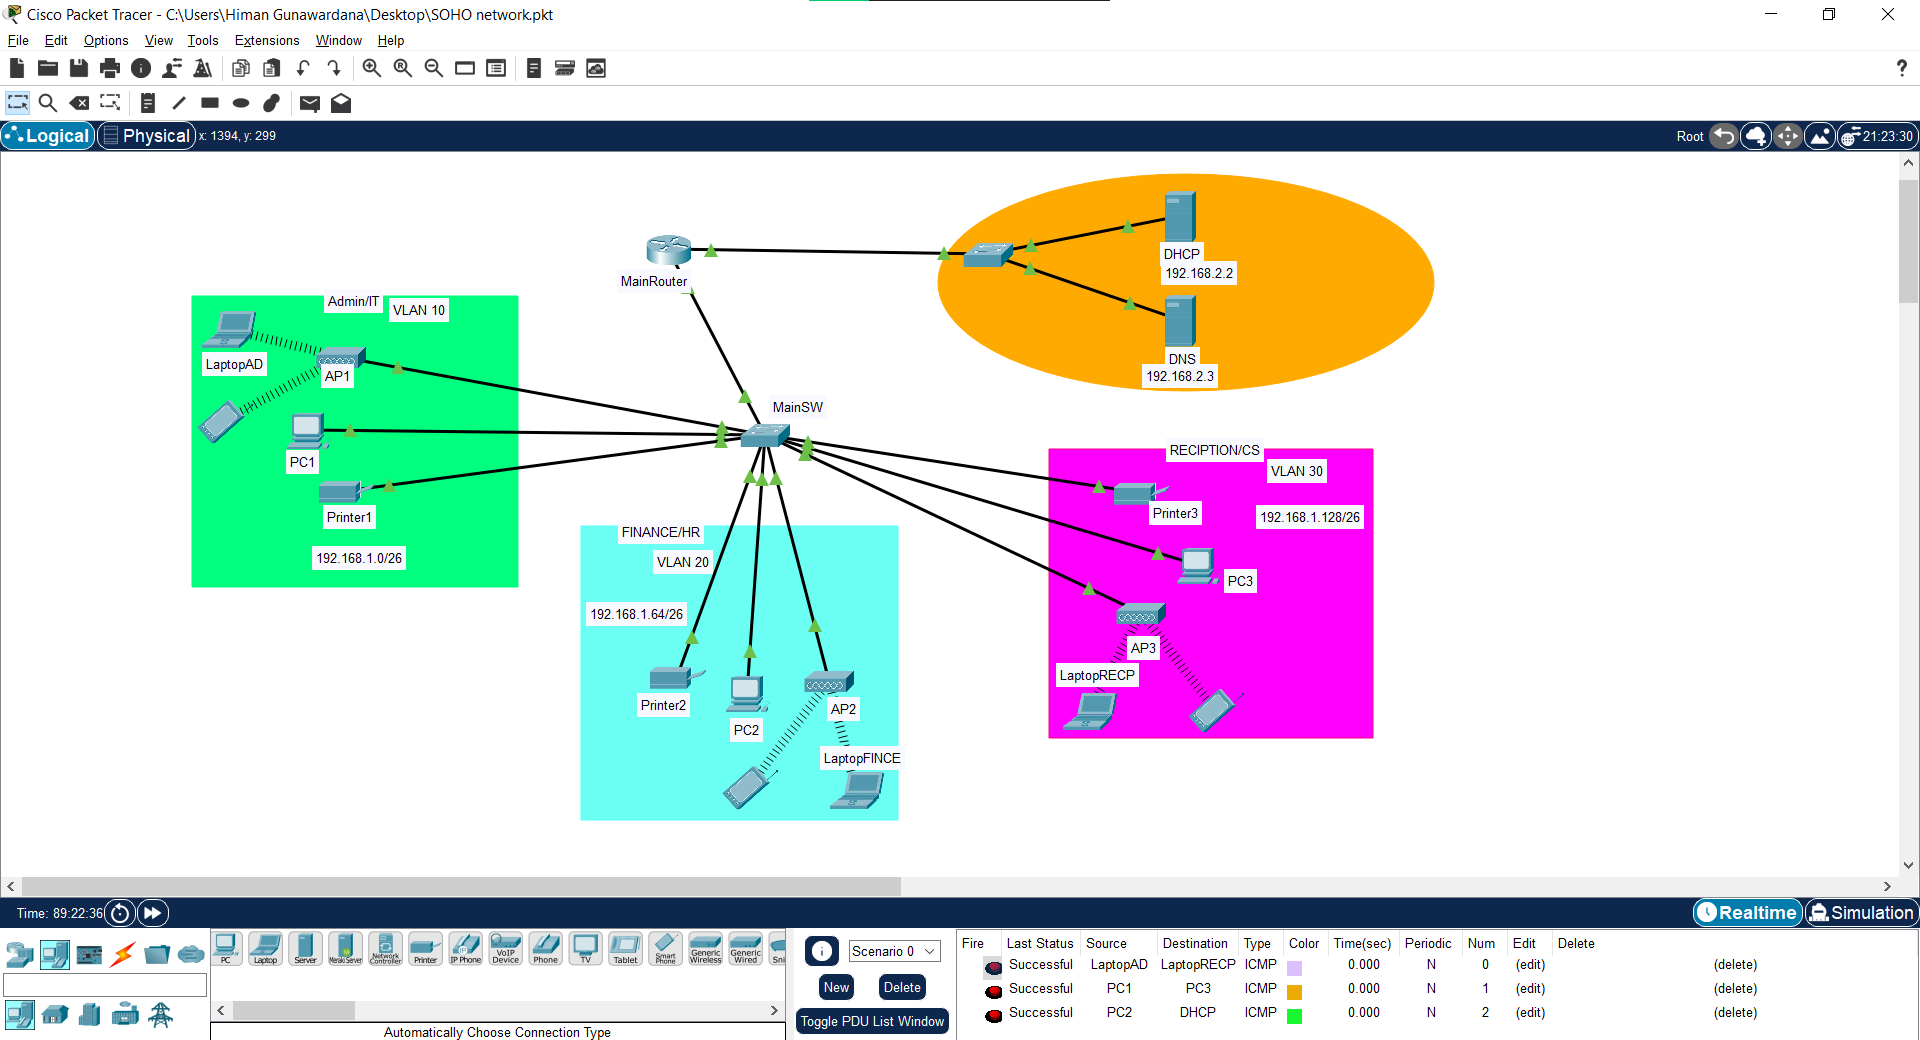 Cisco Packet Tracer - C:\Users\Himan Gunawardana\Desktop\SOHO network.pkt
File Edit Options View Tools Extensions Window Help
?
Logical Physical x: 1394, y: 299 Root 21:23:30
DHCP
192.168.2.2
MainRouter
Admin/IT
VLAN 10
DNS
192.168.2.3
LaptopAD
AP1
MainSW
PC1
RECIPTION/CS
VLAN 30
Printer1
Printer3
192.168.1.128/26
192.168.1.0/26
FINANCE/HR
VLAN 20
PC3
192.168.1.64/26
AP3
LaptopRECP
Printer2
AP2
PC2
LaptopFINCE
Time: 89:22:36 Realtime Simulation
PC Laptop Server Meraki Server Network Controller Printer IP Phone VoIP Device Phone TV Tablet Smart Phone Generic Wireless Generic Wired Sni
Automatically Choose Connection Type
Scenario 0
New Delete
Toggle PDU List Window
Fire Last Status Source Destination Type Color Time(sec) Periodic Num Edit Delete
Successful LaptopAD LaptopRECP ICMP 0.000 N 0 (edit) (delete)
Successful PC1 PC3 ICMP 0.000 N 1 (edit) (delete)
Successful PC2 DHCP ICMP 0.000 N 2 (edit) (delete)